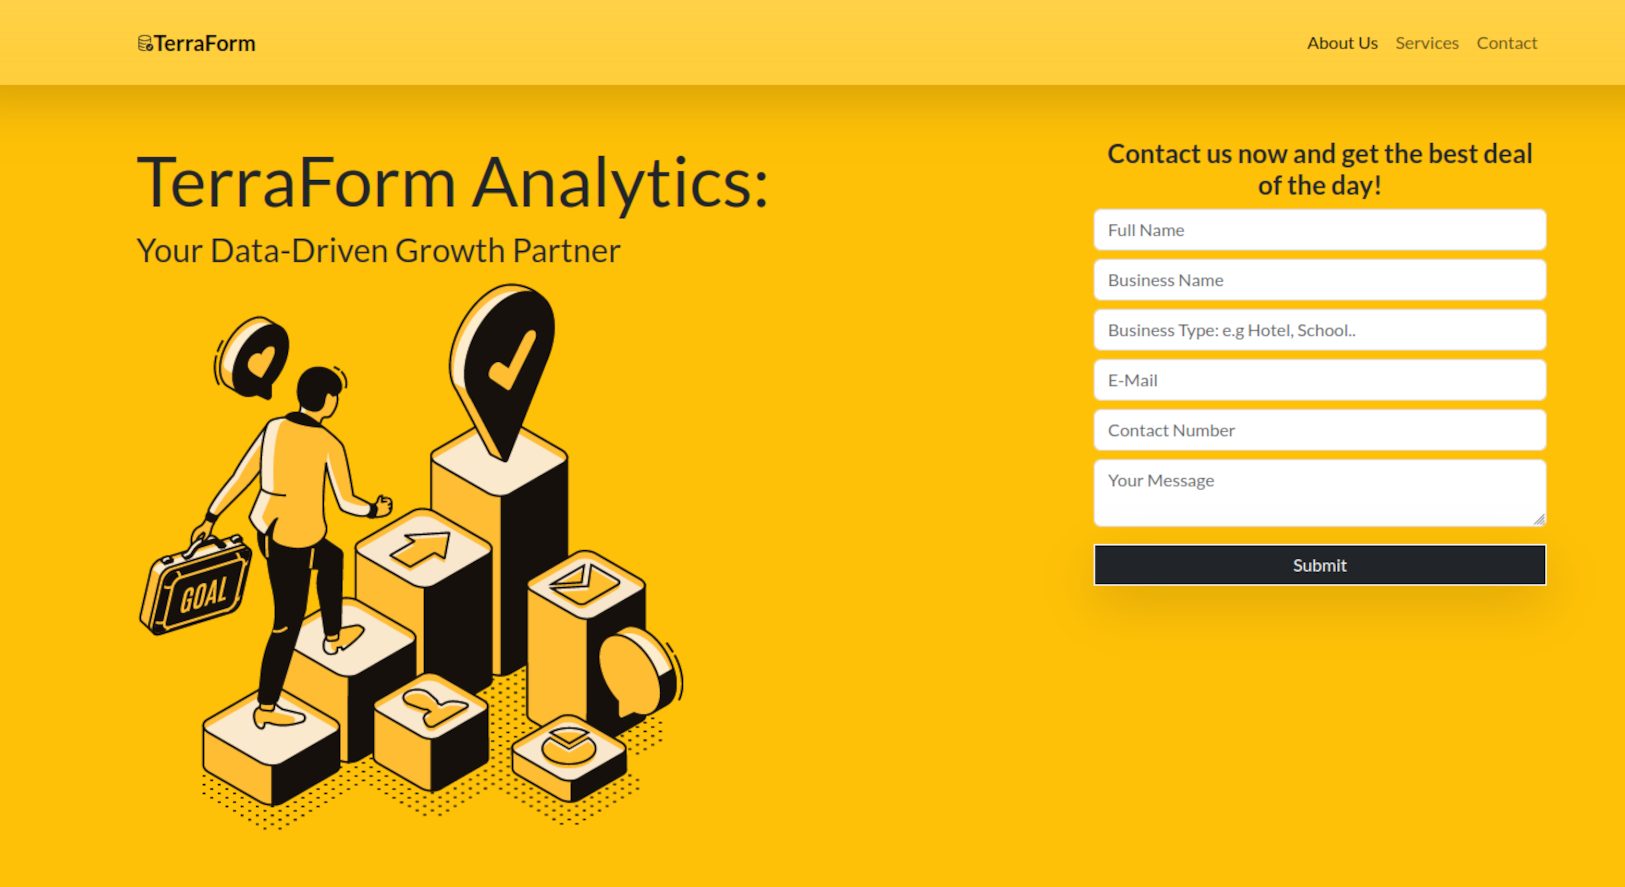 TerraForm
About Us
Services
Contact
TerraForm Analytics:
Your Data-Driven Growth Partner
GOAL
Contact us now and get the best deal
of the day!
Full Name
Business Name
Business Type: e.g Hotel, School..
E-Mail
Contact Number
Your Message
Submit